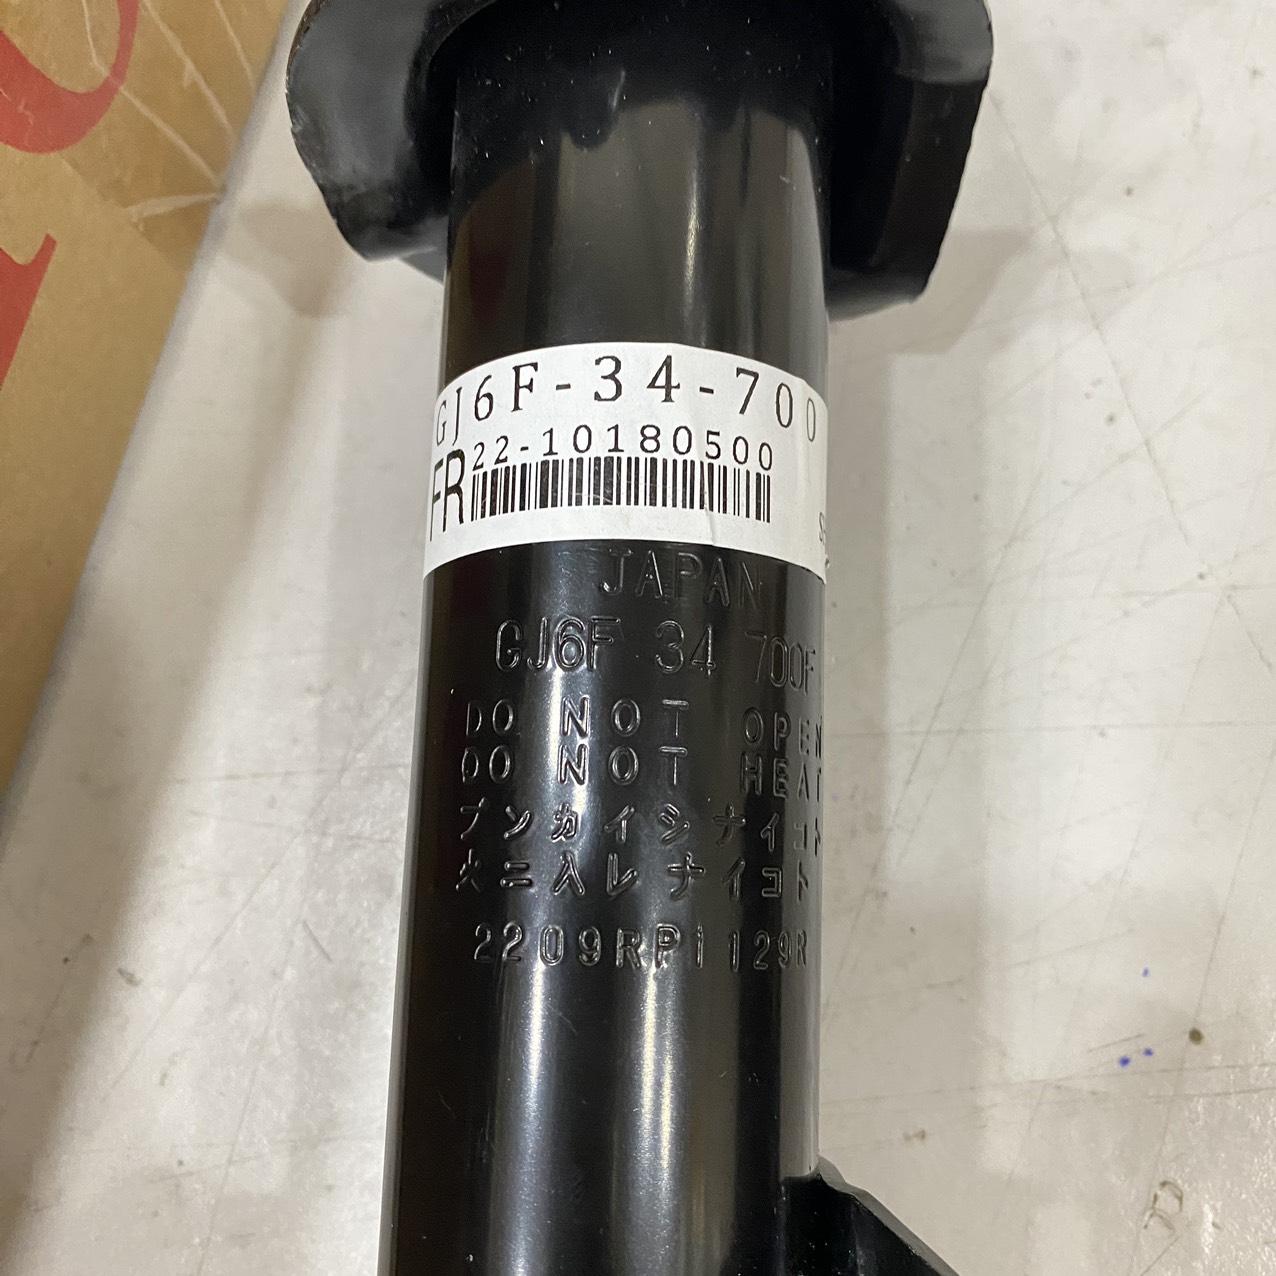 GJ6F-34-700
22-10180500
FR
JAPAN
GJ6F 34 700F
DO NOT OPEN
DO NOT HEAT
ブンカイシナイコト
火ニ入レナイコト
2209RP1129R